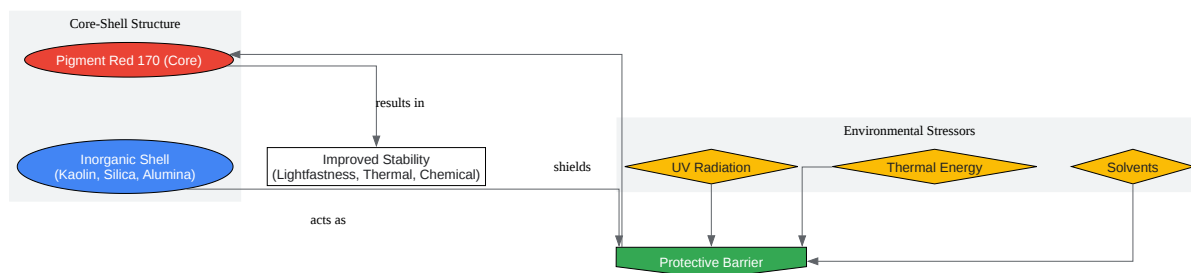 Core-Shell Structure
Pigment Red 170 (Core)
results in
Environmental Stressors
Inorganic Shell
(Kaolin, Silica, Alumina)
Improved Stability
(Lightfastness, Thermal, Chemical)
shields
UV Radiation
Thermal Energy
Solvents
acts as
Protective Barrier